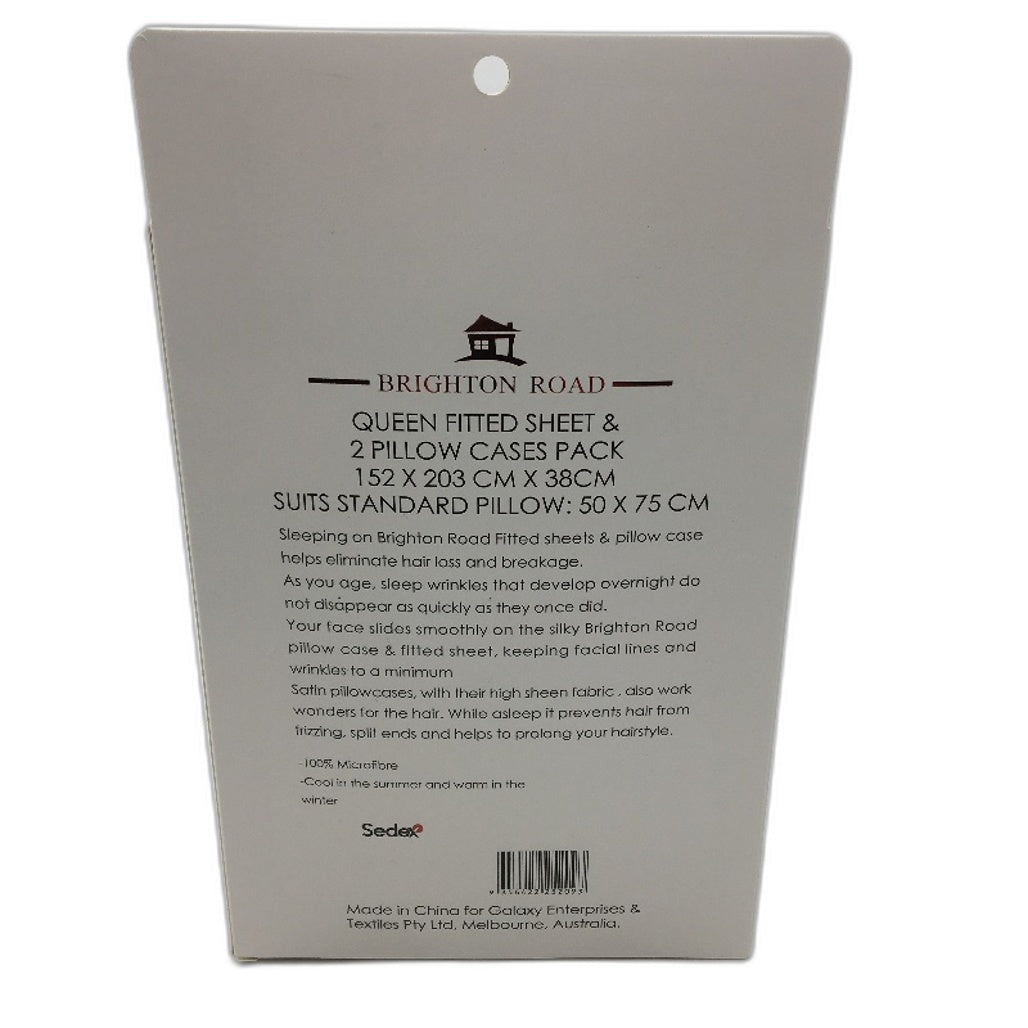 BRIGHTON ROAD
QUEEN FITTED SHEET &
2 PILLOW CASES PACK
152 X 203 CM X 38CM
SUITS STANDARD PILLOW: 50 X 75 CM
Sleeping on Brighton Road Fitted sheets & pillow case
helps eliminate hair loss and breakage.
As you age, sleep wrinkles that develop overnight do
not disappear as quickly as they once did.
Your face slides smoothly on the silky Brighton Road
pillow case & fitted sheet, keeping facial lines and
wrinkles to a minimum
Satin pillowcases, with their high sheen fabric , also work
wonders for the hair. While asleep it prevents hair from
frizzing, split ends and helps to prolong your hairstyle.
-100% Microfibre
-Cool in the summer and warm in the
winter
Sedex
Made in China for Galaxy Enterprises &
Textiles Pty Ltd, Melbourne, Australia.